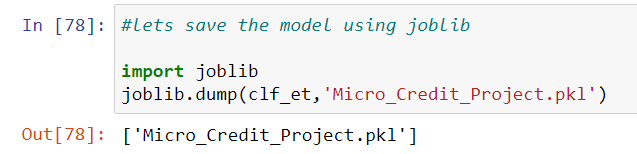 In [78]: #lets save the model using joblib
import joblib
joblib.dump(clf_et,'Micro_Credit_Project.pkl')
Out[78]: ['Micro_Credit_Project.pkl']